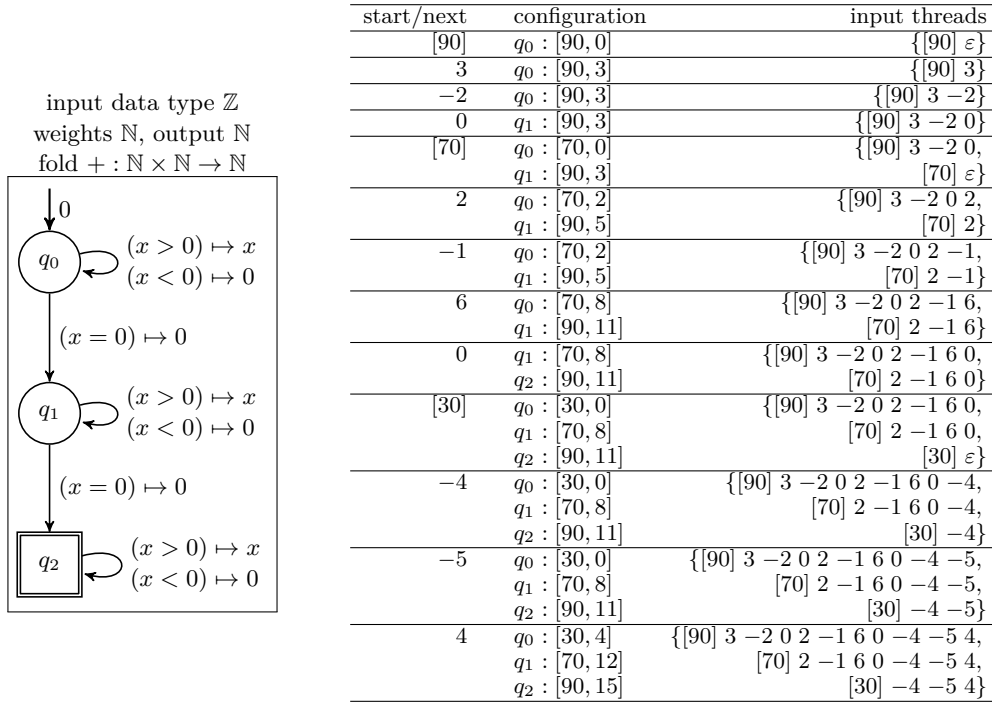 input data type ℤ
weights ℕ, output ℕ
fold + : ℕ × ℕ → ℕ
0
q₀
(x > 0) ↦ x
(x < 0) ↦ 0
(x = 0) ↦ 0
q₁
(x > 0) ↦ x
(x < 0) ↦ 0
(x = 0) ↦ 0
q₂
(x > 0) ↦ x
(x < 0) ↦ 0
start/next configuration input threads
[90] q₀ : [90, 0] {[90] ε}
3 q₀ : [90, 3] {[90] 3}
−2 q₀ : [90, 3] {[90] 3 −2}
0 q₁ : [90, 3] {[90] 3 −2 0}
[70] q₀ : [70, 0] {[90] 3 −2 0,
q₁ : [90, 3] [70] ε}
2 q₀ : [70, 2] {[90] 3 −2 0 2,
q₁ : [90, 5] [70] 2}
−1 q₀ : [70, 2] {[90] 3 −2 0 2 −1,
q₁ : [90, 5] [70] 2 −1}
6 q₀ : [70, 8] {[90] 3 −2 0 2 −1 6,
q₁ : [90, 11] [70] 2 −1 6}
0 q₁ : [70, 8] {[90] 3 −2 0 2 −1 6 0,
q₂ : [90, 11] [70] 2 −1 6 0}
[30] q₀ : [30, 0] {[90] 3 −2 0 2 −1 6 0,
q₁ : [70, 8] [70] 2 −1 6 0,
q₂ : [90, 11] [30] ε}
−4 q₀ : [30, 0] {[90] 3 −2 0 2 −1 6 0 −4,
q₁ : [70, 8] [70] 2 −1 6 0 −4,
q₂ : [90, 11] [30] −4}
−5 q₀ : [30, 0] {[90] 3 −2 0 2 −1 6 0 −4 −5,
q₁ : [70, 8] [70] 2 −1 6 0 −4 −5,
q₂ : [90, 11] [30] −4 −5}
4 q₀ : [30, 4] {[90] 3 −2 0 2 −1 6 0 −4 −5 4,
q₁ : [70, 12] [70] 2 −1 6 0 −4 −5 4,
q₂ : [90, 15] [30] −4 −5 4}